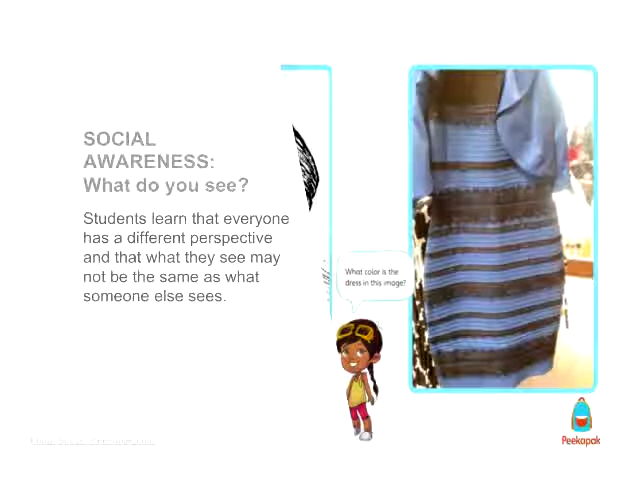 SOCIAL
AWARENESS:
What do you see?
Students learn that everyone
has a different perspective
and that what they see may
not be the same as what
someone else sees.
What color is the
dress in this image?
Peekapak